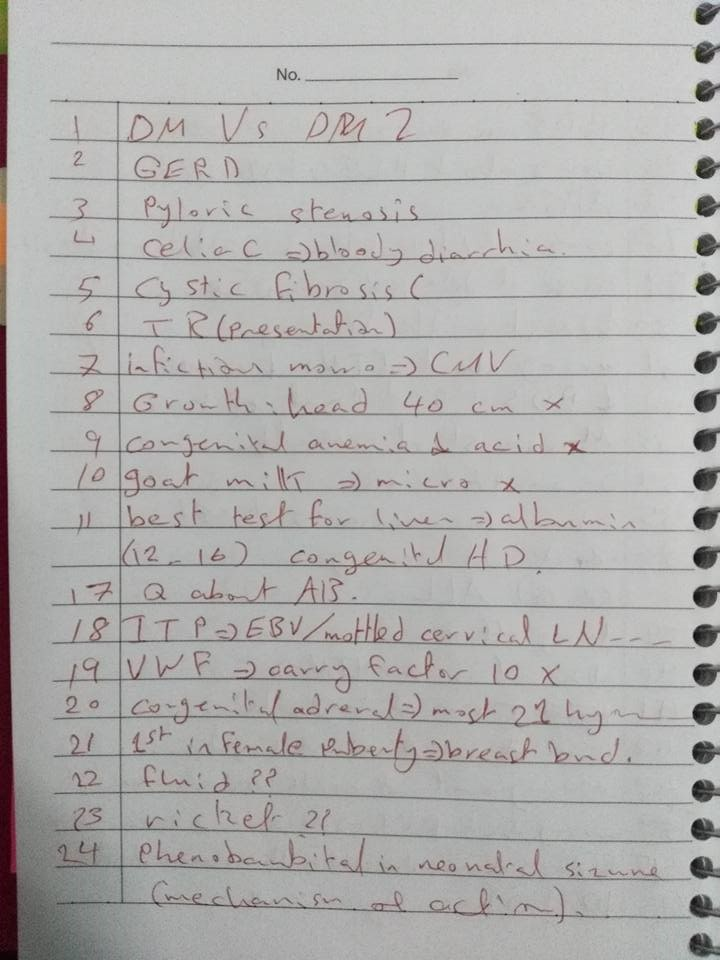 No.
1 DM Vs DM 2
2 GERD
3 Pyloric stenosis
4 Celiac => bloody diarrhia.
5 Cystic fibrosis (
6 TR (presentation)
7 infiction mono => CMV
8 Growth : head 40 cm x
9 congenital anemia & acid x
10 goat milk => micro x
11 best test for liver => albumin
(12-16) congenital HD.
17 Q about AB.
18 ITP => EBV/mottled cervical LN---
19 VWF => carry factor 10 x
20 congenital adrenal => most 21 hy
21 1st in female puberty => breast bud.
22 fluid ??
23 ricket ??
24 phenobarbital in neonatal sizure
(mechanism of action).